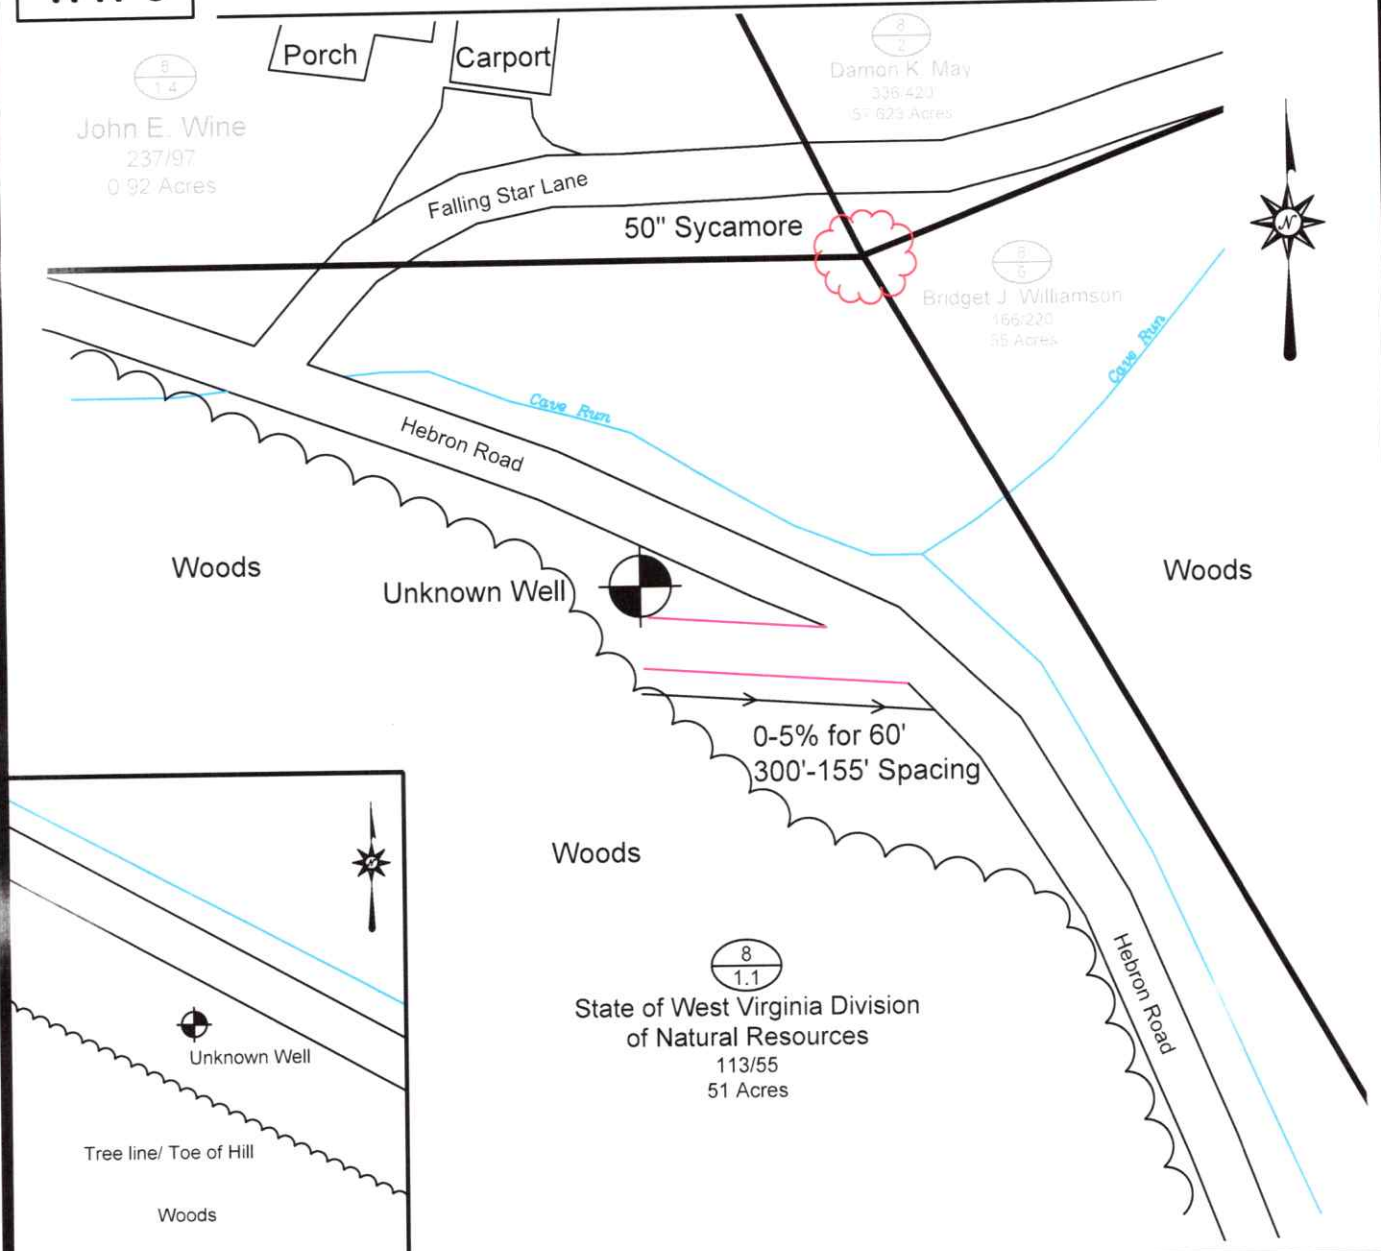 Porch
Carport
8
1.4
John E. Wine
237/97
0.92 Acres
8
2
Damon K. May
336/420
57.623 Acres
Falling Star Lane
50" Sycamore
N
8
6
Bridget J. Williamson
166/220
55 Acres
Cave Run
Cave Run
Hebron Road
Woods
Unknown Well
Woods
0-5% for 60'
300'-155' Spacing
Woods
8
1.1
State of West Virginia Division
of Natural Resources
113/55
51 Acres
Hebron Road
Unknown Well
Tree line/ Toe of Hill
Woods